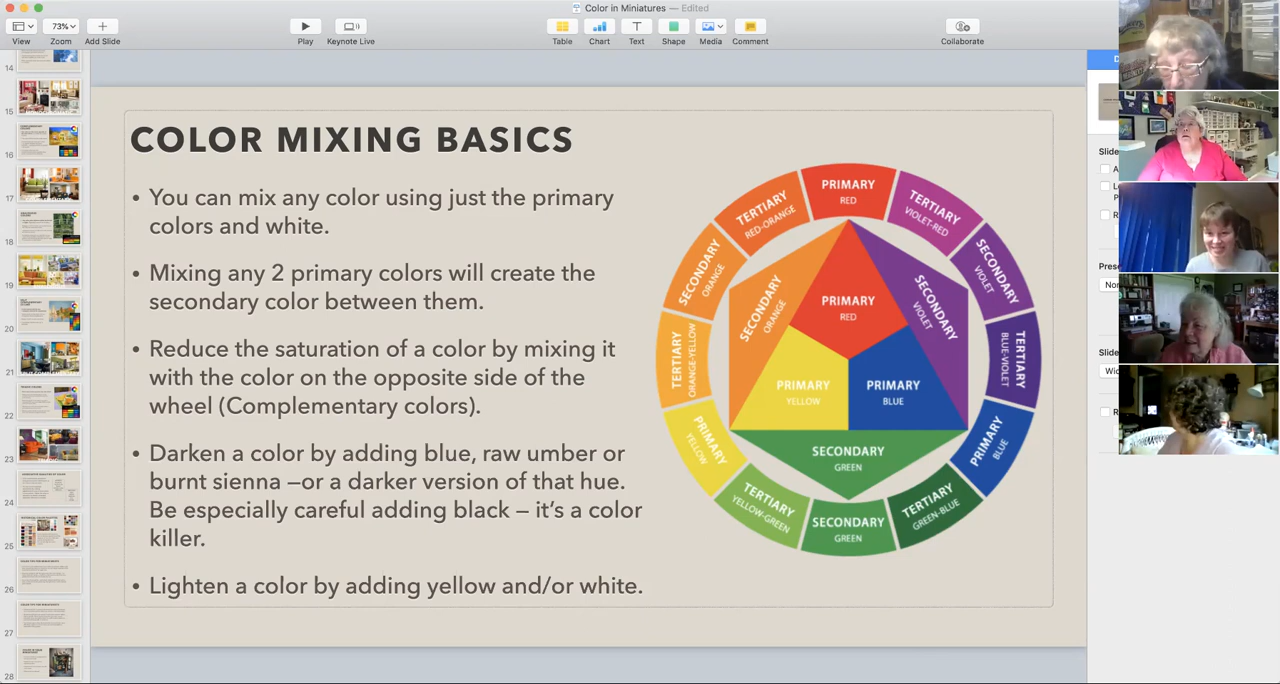 Color in Miniatures — Edited
73%
View
Zoom
Add Slide
Play
Keynote Live
Table
Chart
Text
Shape
Media
Comment
Collaborate
14
15
16
17
18
19
20
21
22
23
24
25
26
27
28
COLOR MIXING BASICS
• You can mix any color using just the primary
colors and white.
• Mixing any 2 primary colors will create the
secondary color between them.
• Reduce the saturation of a color by mixing it
with the color on the opposite side of the
wheel (Complementary colors).
• Darken a color by adding blue, raw umber or
burnt sienna —or a darker version of that hue.
Be especially careful adding black – it's a color
killer.
• Lighten a color by adding yellow and/or white.
PRIMARY
RED
TERTIARY
VIOLET-RED
SECONDARY
VIOLET
TERTIARY
BLUE-VIOLET
PRIMARY
BLUE
TERTIARY
GREEN-BLUE
SECONDARY
GREEN
TERTIARY
YELLOW-GREEN
PRIMARY
YELLOW
TERTIARY
ORANGE-YELLOW
SECONDARY
ORANGE
TERTIARY
RED-ORANGE
SECONDARY
ORANGE
PRIMARY
RED
SECONDARY
VIOLET
PRIMARY
YELLOW
PRIMARY
BLUE
SECONDARY
GREEN